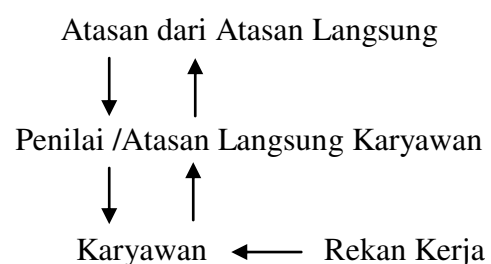 Atasan dari Atasan Langsung
Penilai /Atasan Langsung Karyawan
Karyawan Rekan Kerja